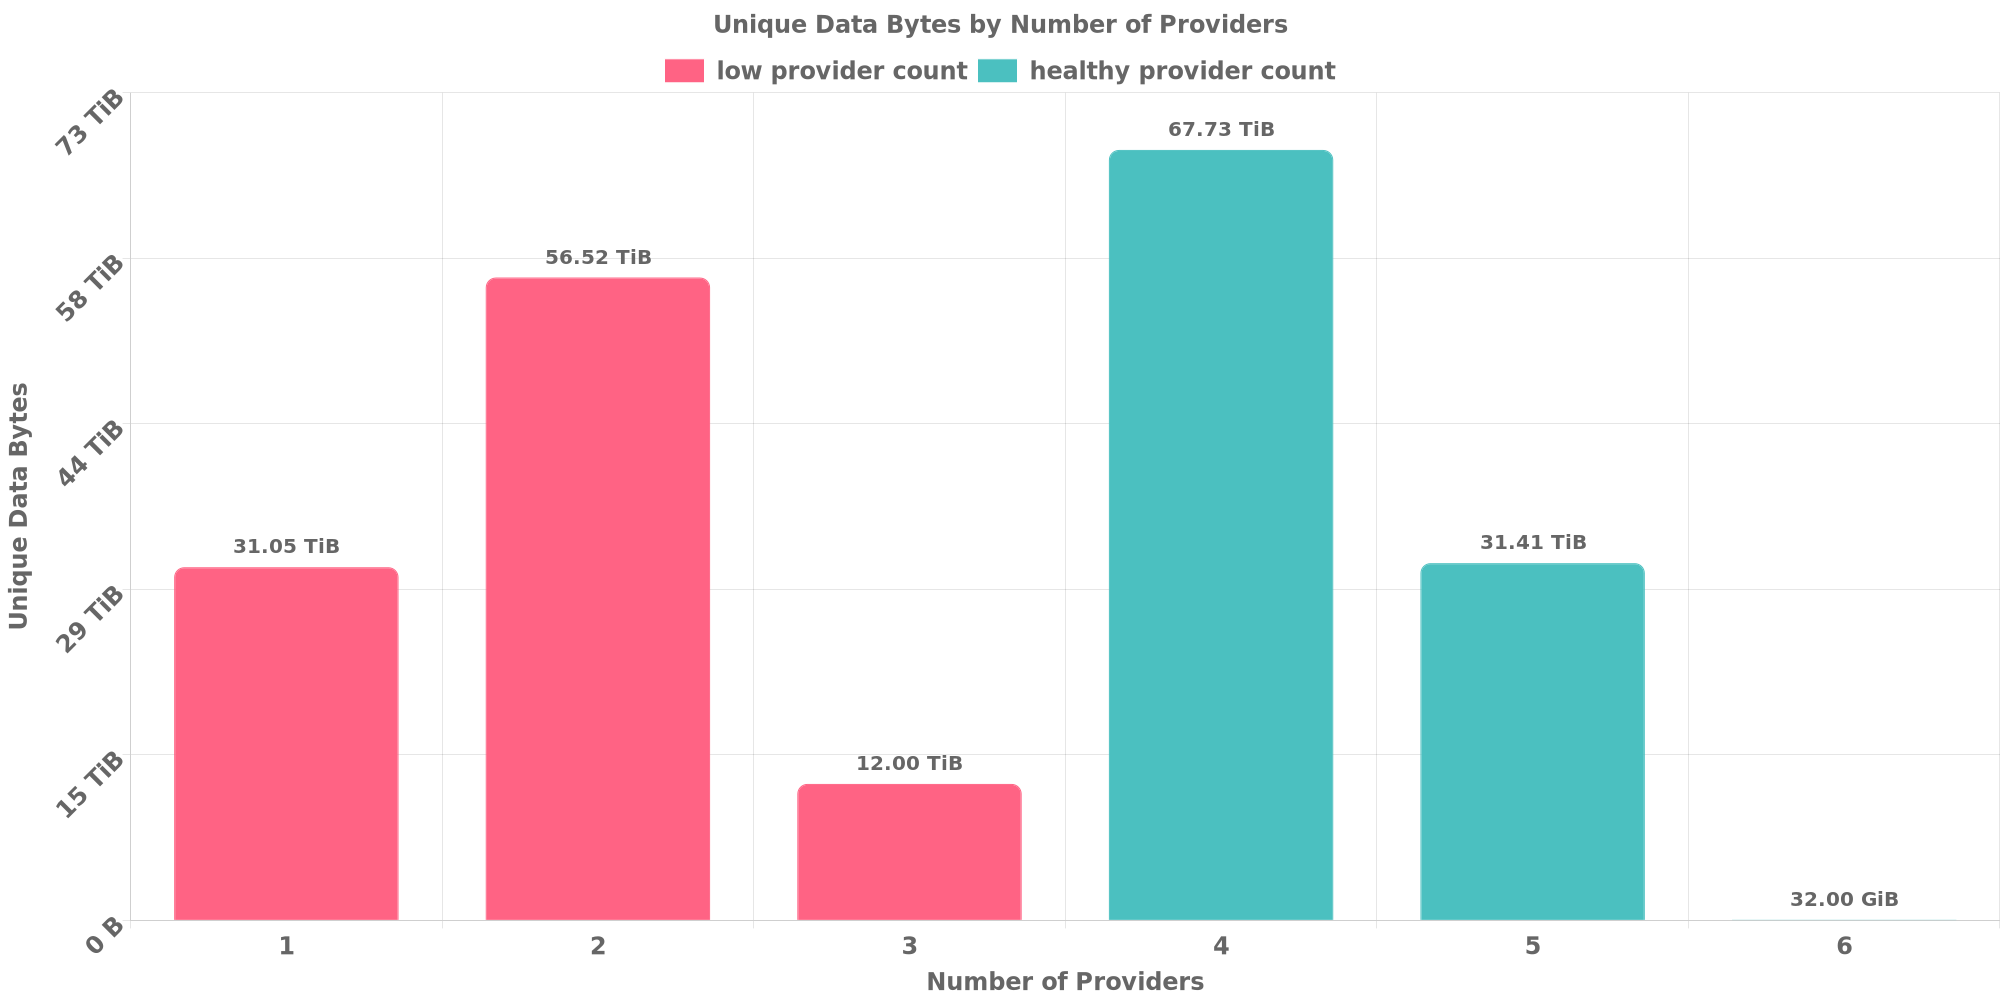 Unique Data Bytes by Number of Providers
low provider count healthy provider count
73 TiB
58 TiB
44 TiB
29 TiB
15 TiB
0 B
Unique Data Bytes
31.05 TiB
56.52 TiB
12.00 TiB
67.73 TiB
31.41 TiB
32.00 GiB
1 2 3 4 5 6
Number of Providers